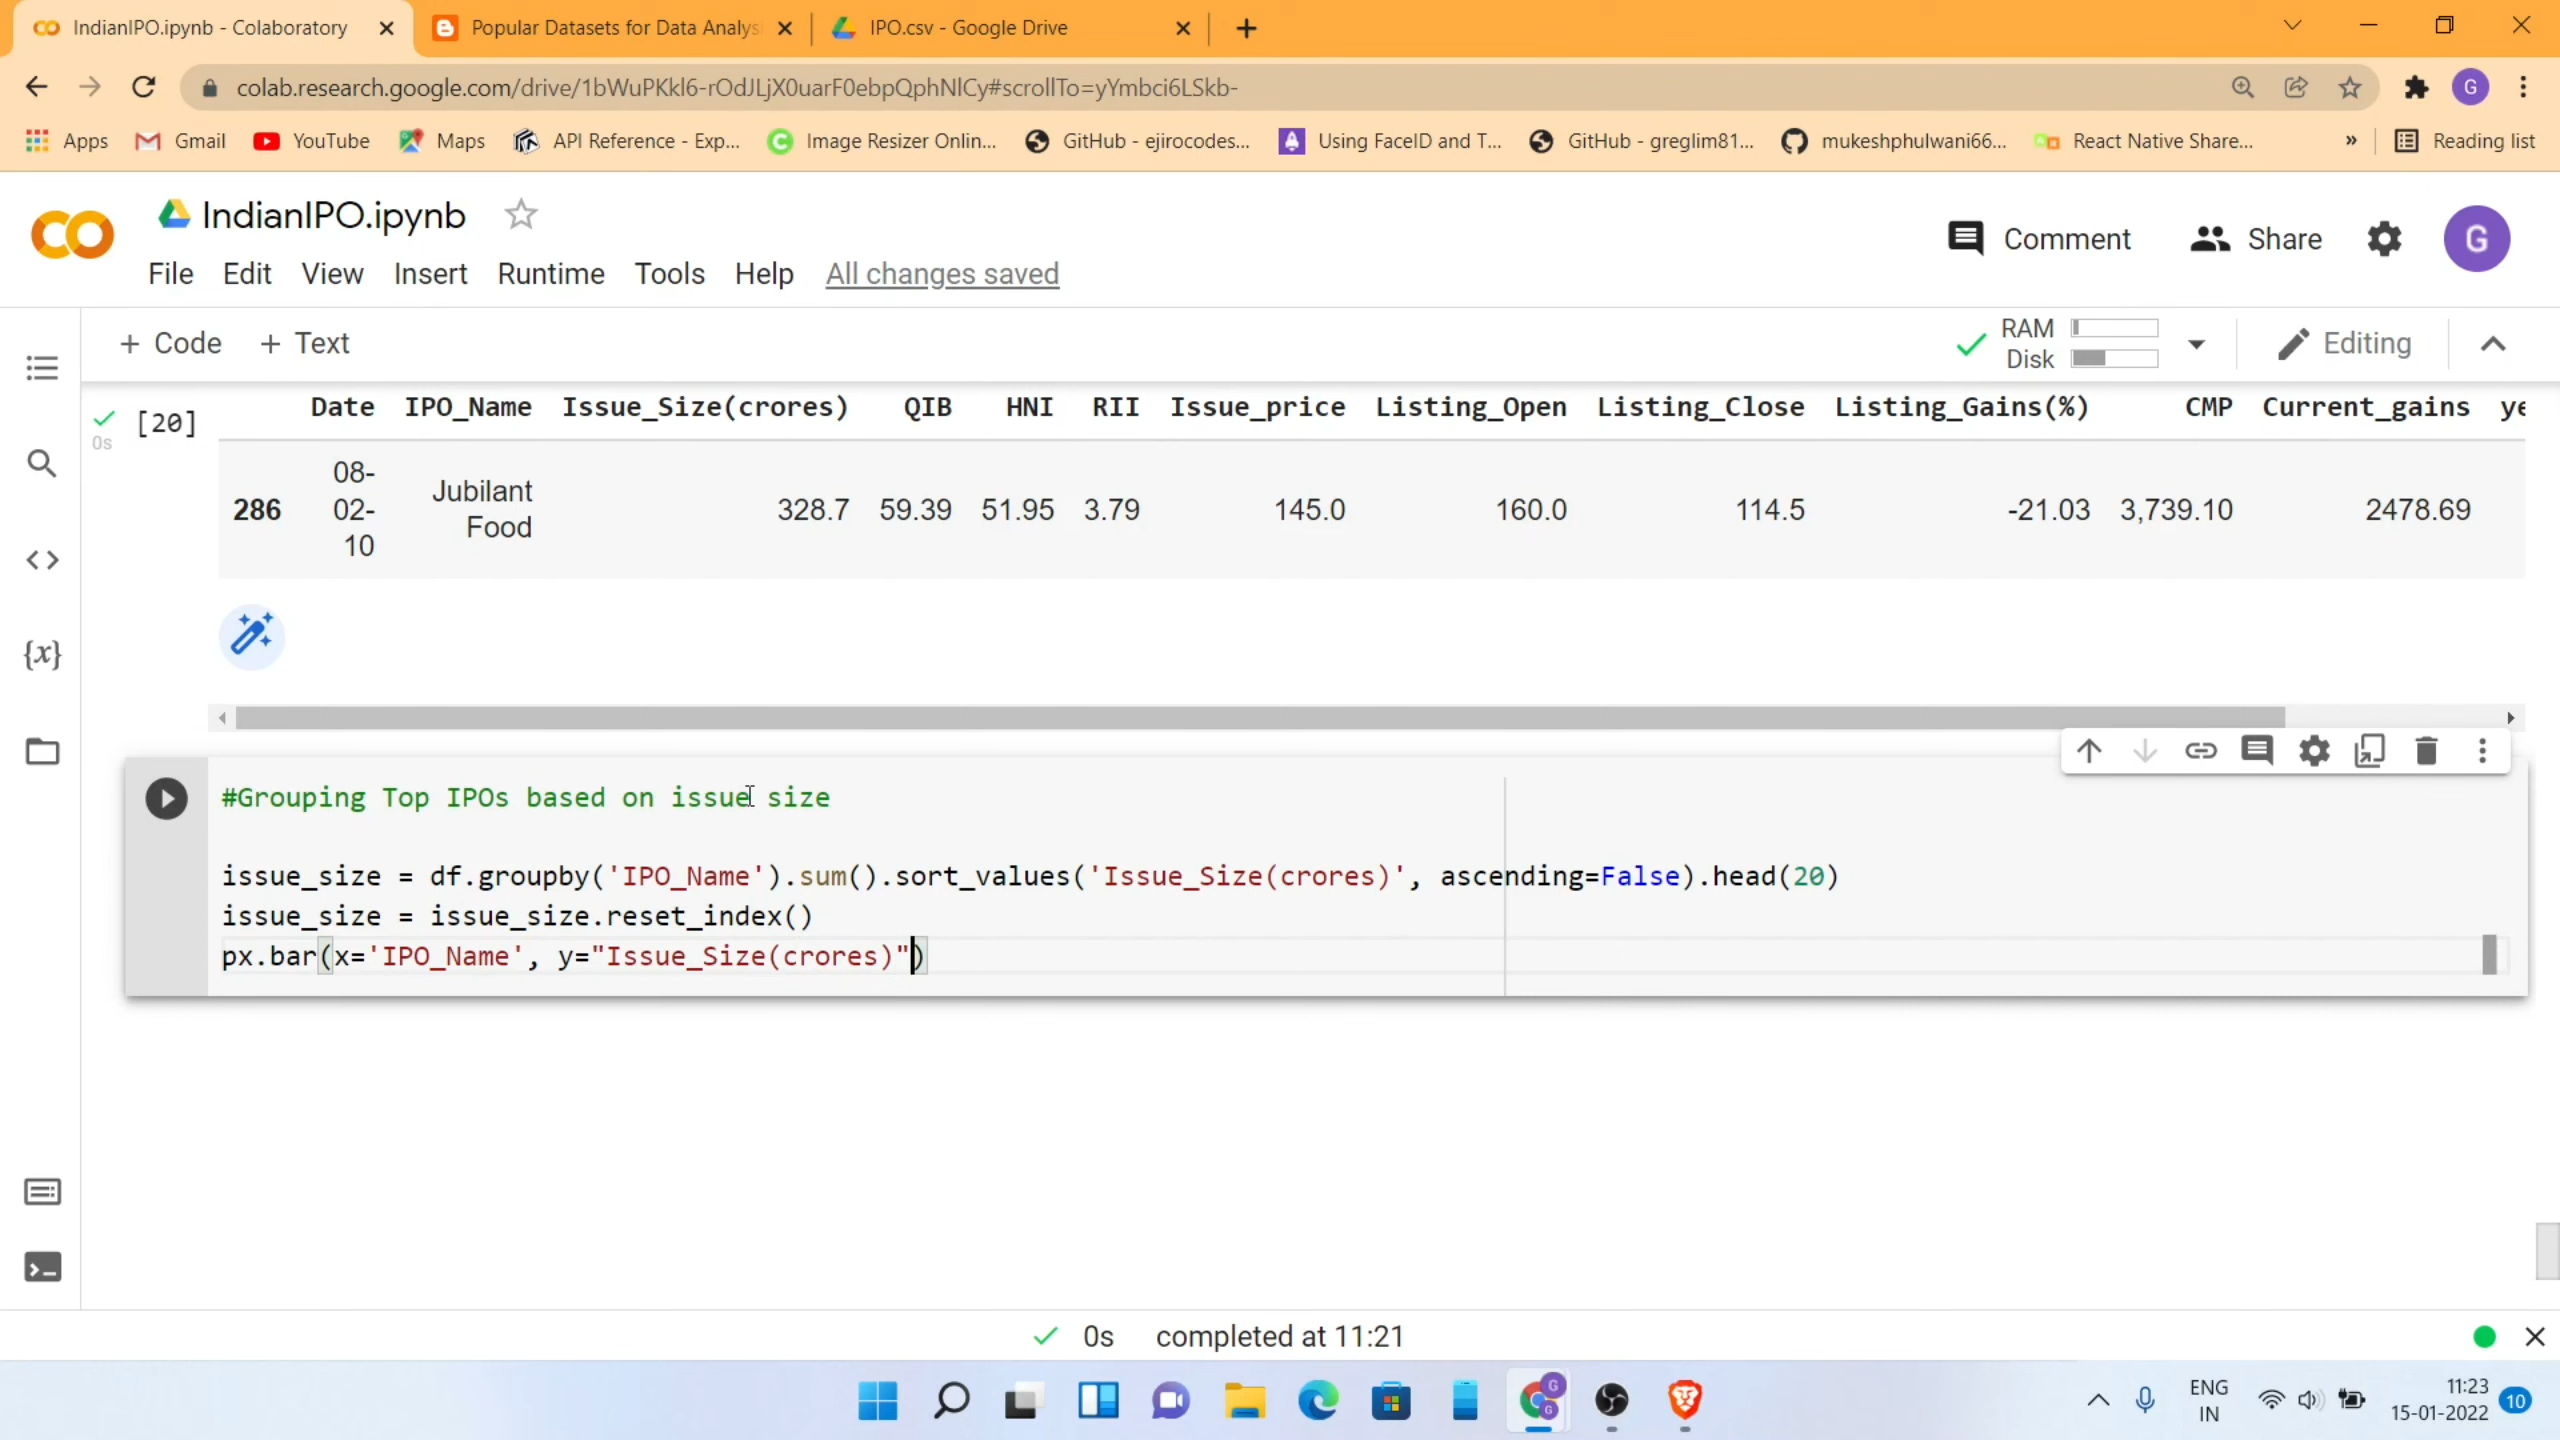 IndianIPO.ipynb - Colaboratory
Popular Datasets for Data Analys
IPO.csv - Google Drive
colab.research.google.com/drive/1bWuPKkl6-rOdJLjX0uarF0ebpQphNlCy#scrollTo=yYmbci6LSkb-
G
Apps
Gmail
YouTube
Maps
API Reference - Exp...
Image Resizer Onlin...
GitHub - ejirocodes...
Using FaceID and T...
GitHub - greglim81...
mukeshphulwani66...
React Native Share...
»
Reading list
IndianIPO.ipynb
Comment
Share
G
File Edit View Insert Runtime Tools Help All changes saved
+ Code + Text
RAM
Disk
Editing
[20]
0s
Date IPO_Name Issue_Size(crores) QIB HNI RII Issue_price Listing_Open Listing_Close Listing_Gains(%) CMP Current_gains ye
286 08-02-10 Jubilant Food 328.7 59.39 51.95 3.79 145.0 160.0 114.5 -21.03 3,739.10 2478.69
{x}
#Grouping Top IPOs based on issue size
issue_size = df.groupby('IPO_Name').sum().sort_values('Issue_Size(crores)', ascending=False).head(20)
issue_size = issue_size.reset_index()
px.bar(x='IPO_Name', y="Issue_Size(crores)")
0s completed at 11:21
ENG
IN
11:23
15-01-2022
10